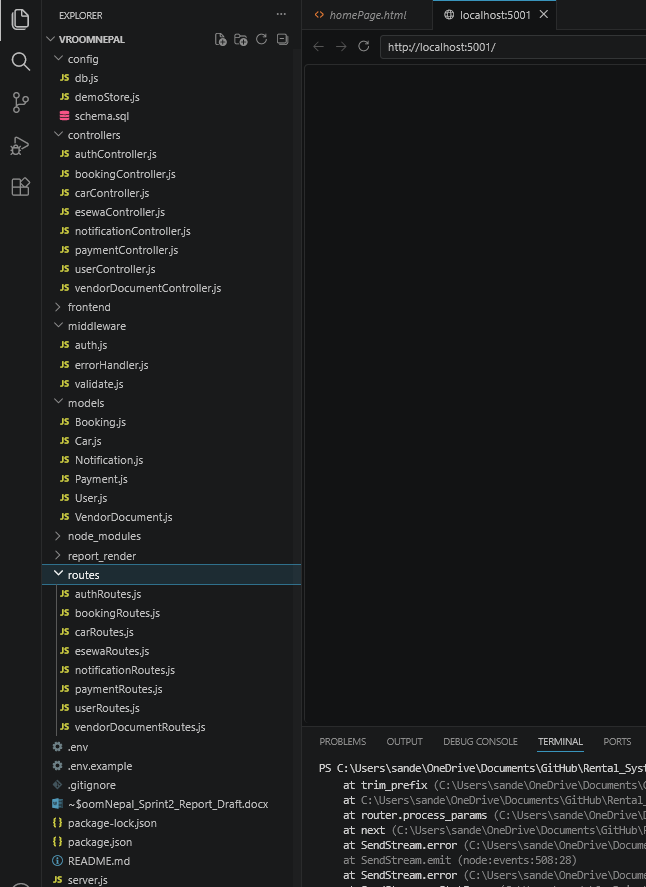 EXPLORER
VROOMNEPAL
config
JS db.js
JS demoStore.js
schema.sql
controllers
JS authController.js
JS bookingController.js
JS carController.js
JS esewaController.js
JS notificationController.js
JS paymentController.js
JS userController.js
JS vendorDocumentController.js
frontend
middleware
JS auth.js
JS errorHandler.js
JS validate.js
models
JS Booking.js
JS Car.js
JS Notification.js
JS Payment.js
JS User.js
JS VendorDocument.js
node_modules
report_render
routes
JS authRoutes.js
JS bookingRoutes.js
JS carRoutes.js
JS esewaRoutes.js
JS notificationRoutes.js
JS paymentRoutes.js
JS userRoutes.js
JS vendorDocumentRoutes.js
.env
.env.example
.gitignore
~$oomNepal_Sprint2_Report_Draft.docx
{} package-lock.json
{} package.json
README.md
JS server.js
<> homePage.html
localhost:5001
http://localhost:5001/
PROBLEMS OUTPUT DEBUG CONSOLE TERMINAL PORTS
PS C:\Users\sande\OneDrive\Documents\GitHub\Rental_Sys
at trim_prefix (C:\Users\sande\OneDrive\Documents\G
at C:\Users\sande\OneDrive\Documents\GitHub\Rental_
at router.process_params (C:\Users\sande\OneDrive\D
at next (C:\Users\sande\OneDrive\Documents\GitHub\R
at SendStream.error (C:\Users\sande\OneDrive\Docume
at SendStream.emit (node:events:508:28)
at SendStream.error (C:\Users\sande\OneDrive\Docume